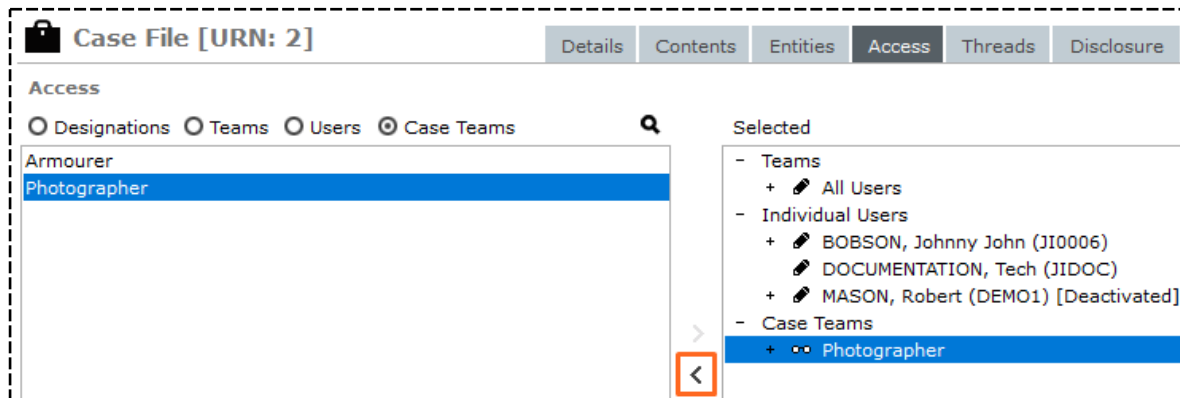 Case File [URN: 2]
Details Contents Entities Access Threads Disclosure
Access
Designations Teams Users Case Teams
Selected
Armourer
Photographer
- Teams
+ All Users
- Individual Users
+ BOBSON, Johnny John (JI0006)
DOCUMENTATION, Tech (JIDOC)
+ MASON, Robert (DEMO1) [Deactivated]
- Case Teams
+ Photographer